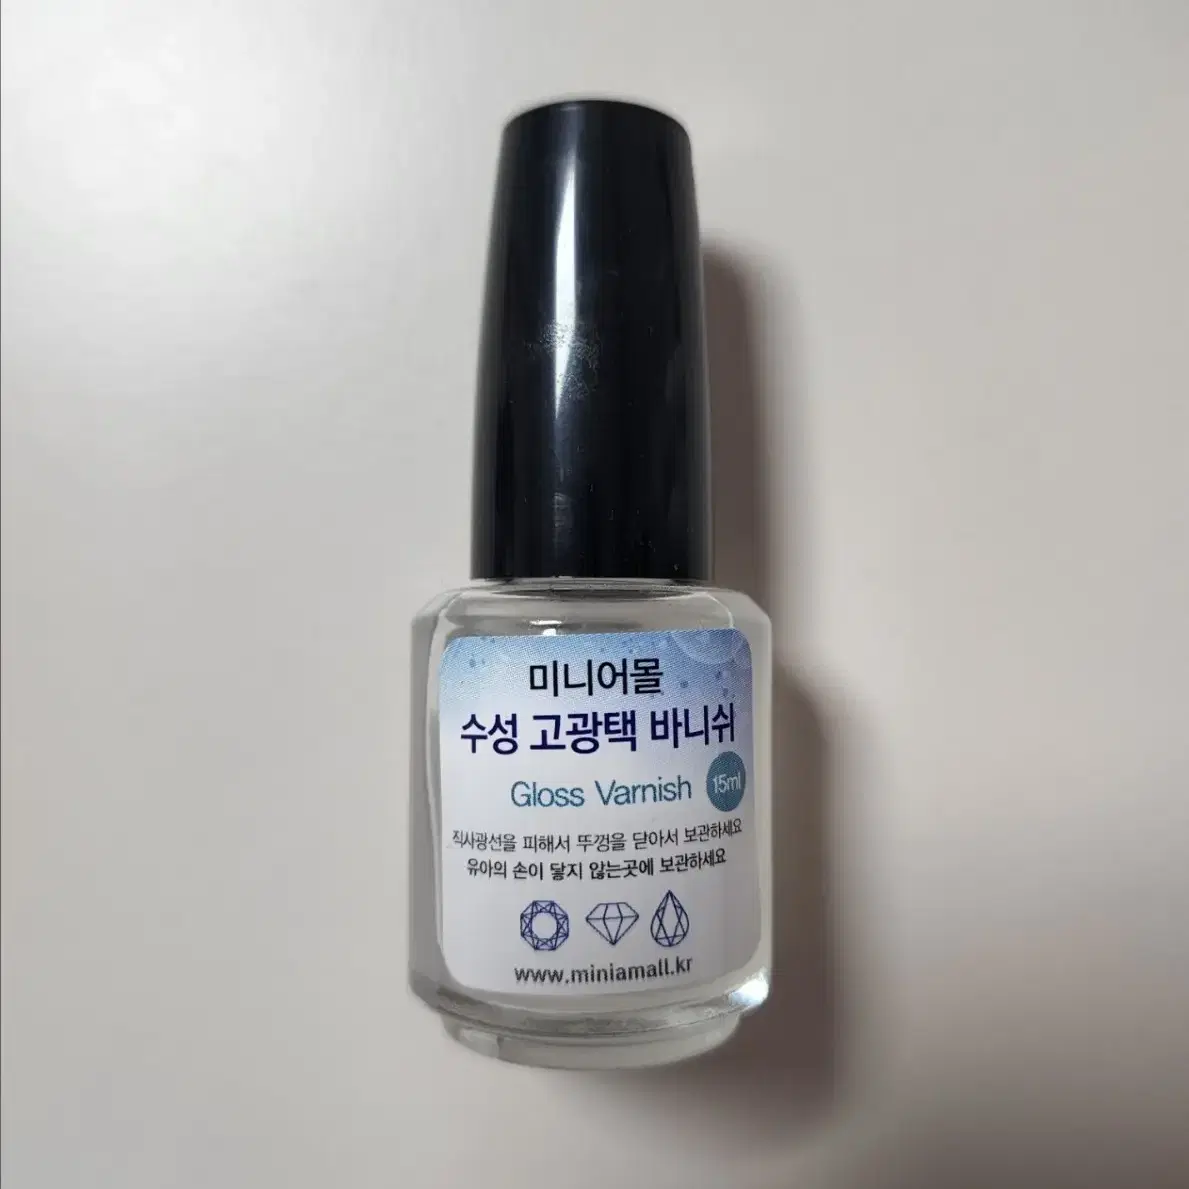 미니어몰
수성 고광택 바니쉬
Gloss Varnish 15ml
직사광선을 피해서 뚜껑을 닫아서 보관하세요
유아의 손이 닿지 않는곳에 보관하세요
www.miniamall.kr